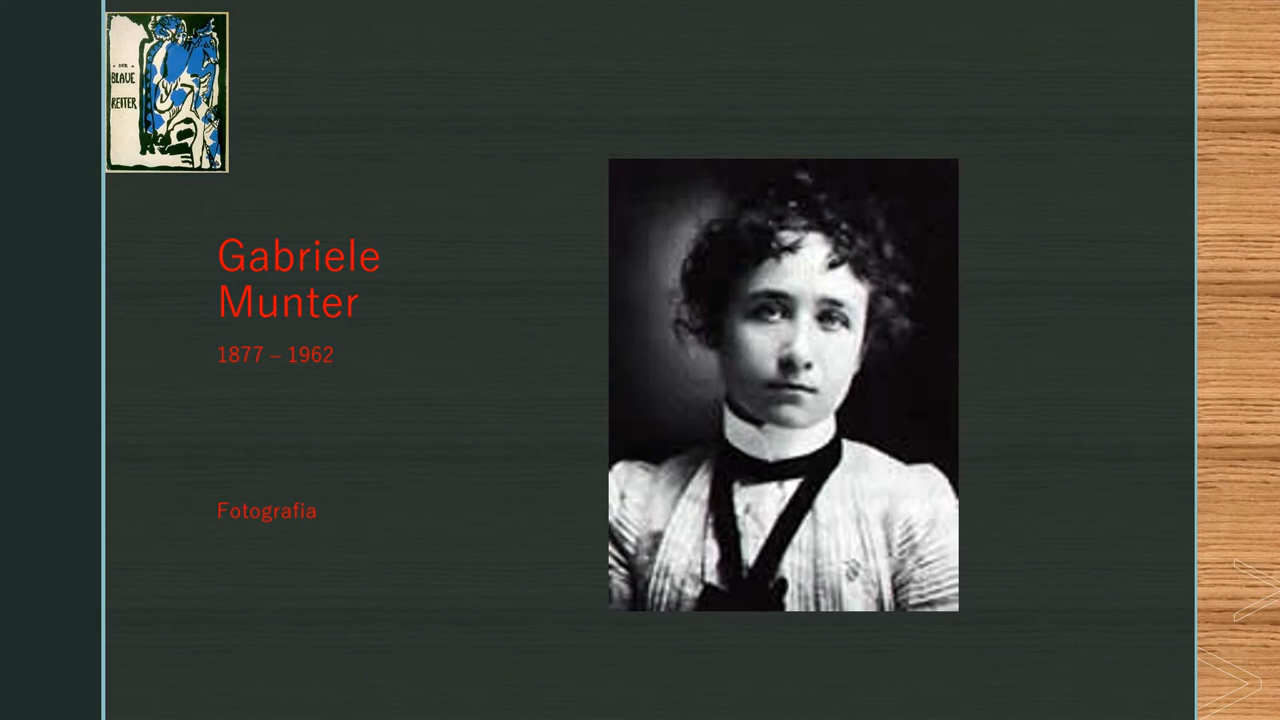 DER
BLAUE
REITER
Gabriele
Munter
1877 – 1962
Fotografia